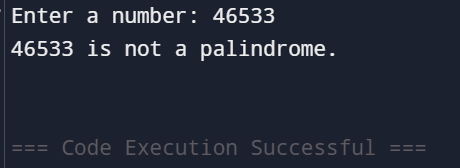 Enter a number: 46533
46533 is not a palindrome.
=== Code Execution Successful ===